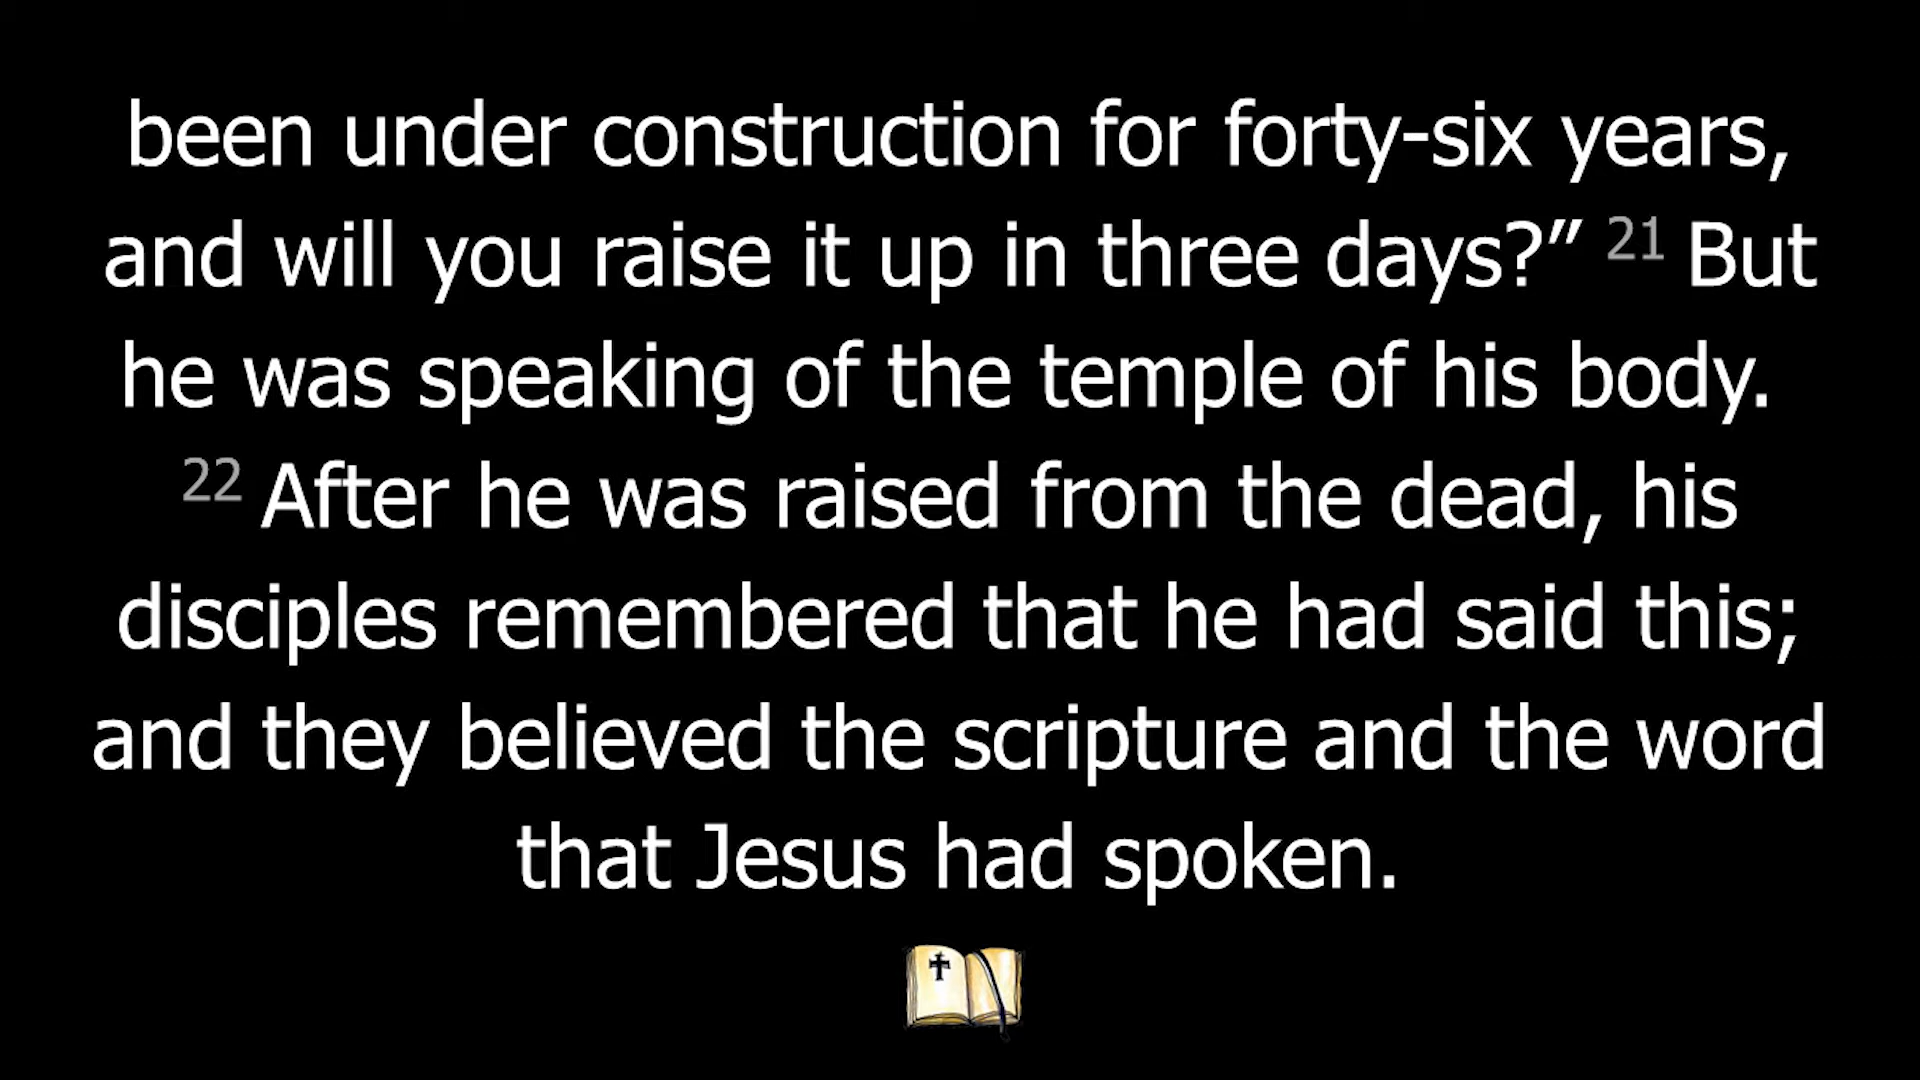 been under construction for forty-six years,
and will you raise it up in three days?” 21 But
he was speaking of the temple of his body.
22 After he was raised from the dead, his
disciples remembered that he had said this;
and they believed the scripture and the word
that Jesus had spoken.